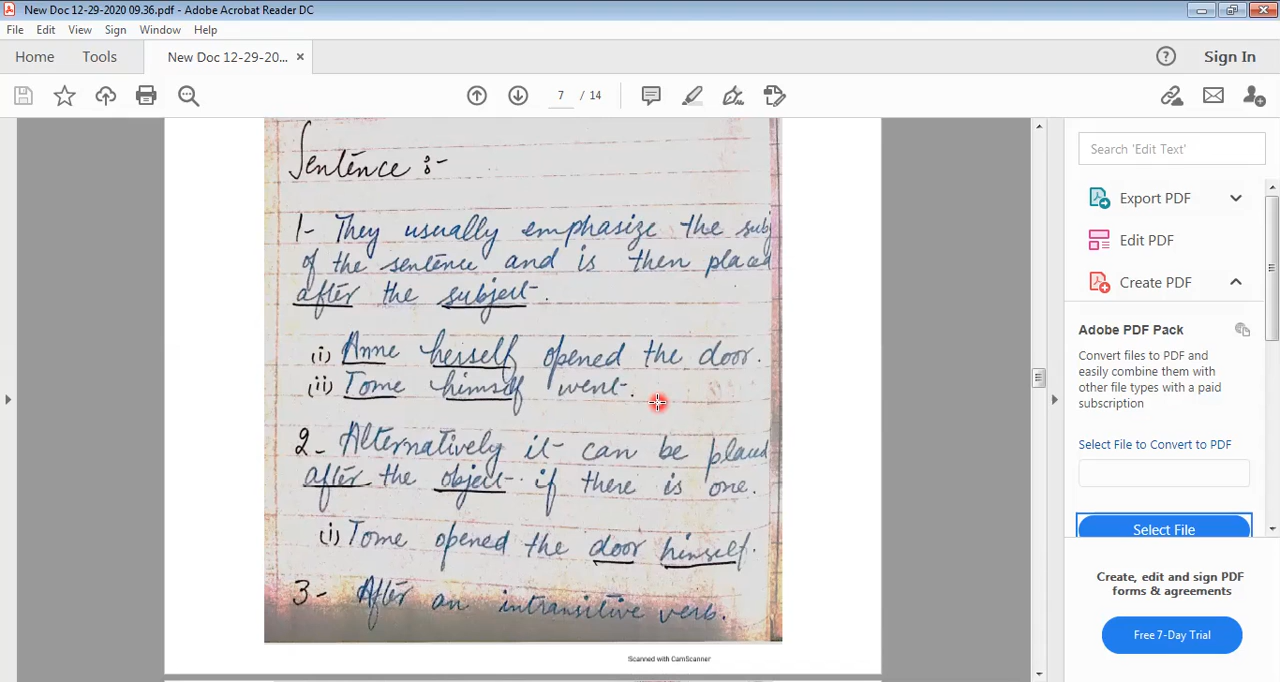 New Doc 12-29-2020 09.36.pdf - Adobe Acrobat Reader DC
File Edit View Sign Window Help
Home Tools New Doc 12-29-20... × ? Sign In
7 / 14
Sentence :-
1- They usually emphasize the subj
of the sentence and is then placed
after the subject.
(i) Anne herself opened the door.
(ii) Tome himself went.
2- Alternatively it can be placed
after the object if there is one.
(i) Tome opened the door himself.
3- After an intransitive verb.
Scanned with CamScanner
Search 'Edit Text'
Export PDF
Edit PDF
Create PDF
Adobe PDF Pack
Convert files to PDF and
easily combine them with
other file types with a paid
subscription
Select File to Convert to PDF
Select File
Create, edit and sign PDF
forms & agreements
Free 7-Day Trial